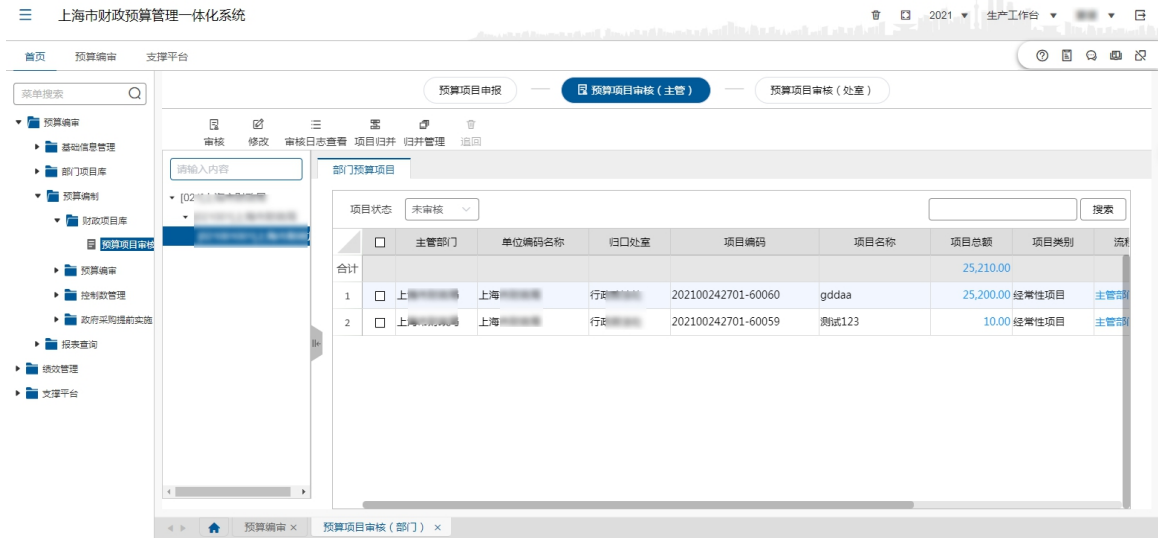 上海市财政预算管理一体化系统
2021
生产工作台
首页 预算编审 支撑平台
菜单搜索
预算编审
基础信息管理
部门项目库
预算编制
财政项目库
预算项目审核
预算编审
控制数管理
政府采购提前实施
报表查询
绩效管理
支撑平台
预算项目申报 预算项目审核（主管） 预算项目审核（处室）
审核 修改 审核日志查看 项目归并 归并管理 追回
请输入内容
[02
部门预算项目
项目状态 未审核 搜索
主管部门 单位编码名称 归口处室 项目编码 项目名称 项目总额 项目类别 流程
合计 25,210.00
1 上 上海 行政 202100242701-60060 gddaa 25,200.00 经常性项目 主管部门
2 上海 上海 行政 202100242701-60059 测试123 10.00 经常性项目 主管部门
预算编审 × 预算项目审核（部门） ×